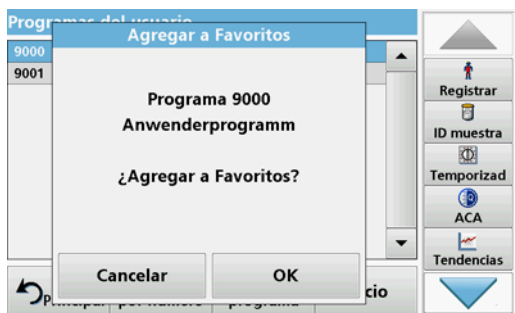 Programas del usuario
Agregar a Favoritos
9000
9001
Programa 9000
Anwenderprogramm
¿Agregar a Favoritos?
Cancelar
OK
Registrar
ID muestra
Temporizad
ACA
Tendencias